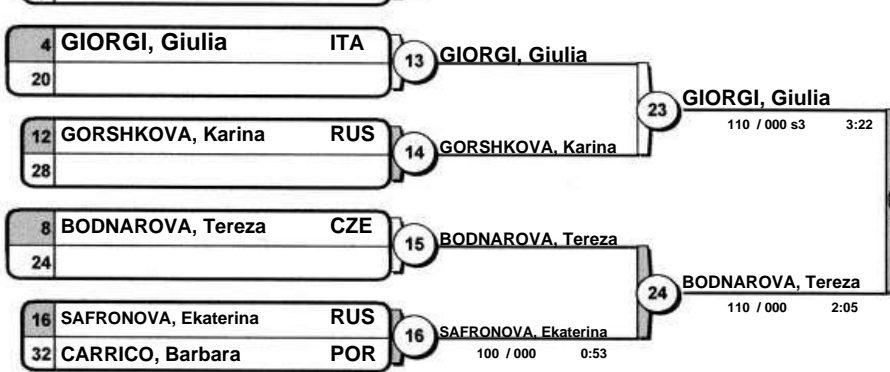 4 GIORGI, Giulia ITA
20
13 GIORGI, Giulia
12 GORSHKOVA, Karina RUS
28
14 GORSHKOVA, Karina
23 GIORGI, Giulia
110 / 000 s3 3:22
8 BODNAROVA, Tereza CZE
24
15 BODNAROVA, Tereza
16 SAFRONOVA, Ekaterina RUS
32 CARRICO, Barbara POR
16 SAFRONOVA, Ekaterina
100 / 000 0:53
24 BODNAROVA, Tereza
110 / 000 2:05